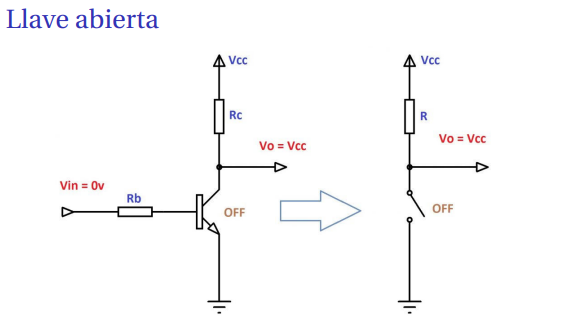 Llave abierta
Vcc
Rc
Vo = Vcc
Vin = 0v
Rb
OFF
Vcc
R
Vo = Vcc
OFF